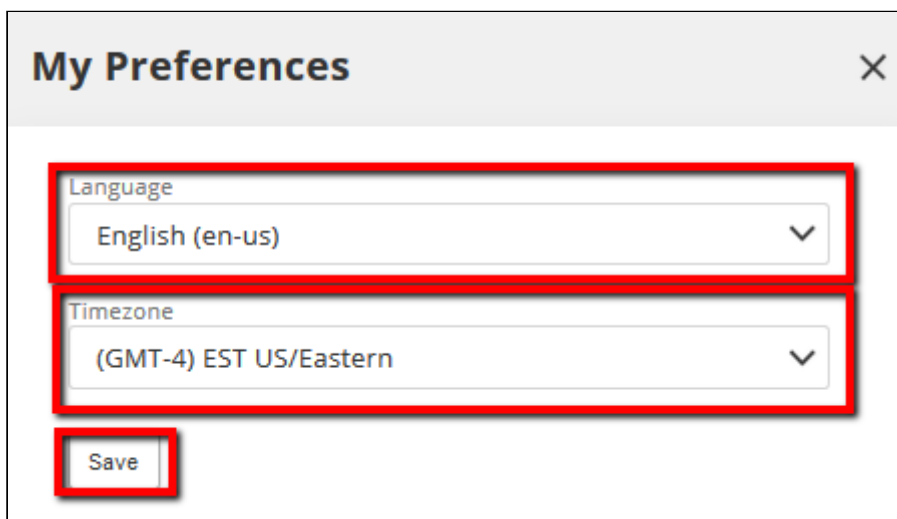 My Preferences
Language
English (en-us)
Timezone
(GMT-4) EST US/Eastern
Save